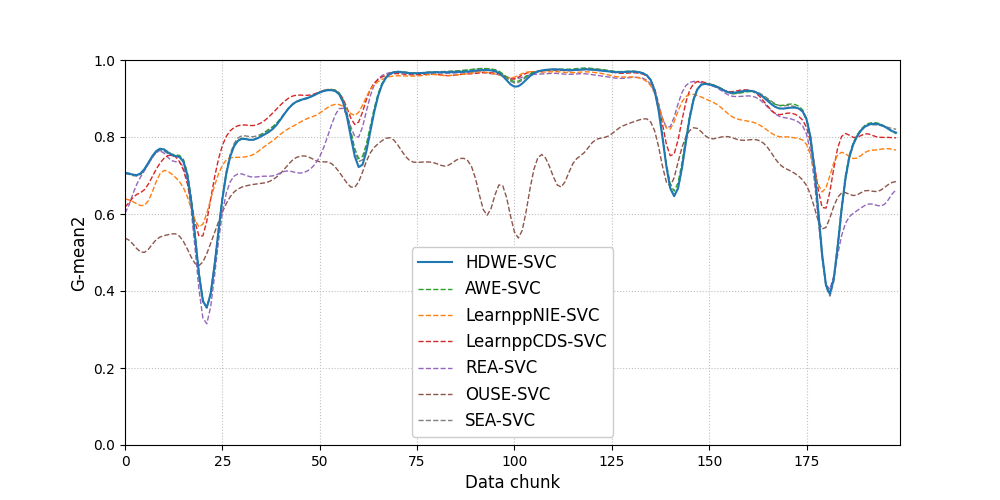 1.0
0.8
0.6
0.4
0.2
0.0
G-mean2
HDWE-SVC
AWE-SVC
LearnppNIE-SVC
LearnppCDS-SVC
REA-SVC
OUSE-SVC
SEA-SVC
0 25 50 75 100 125 150 175
Data chunk